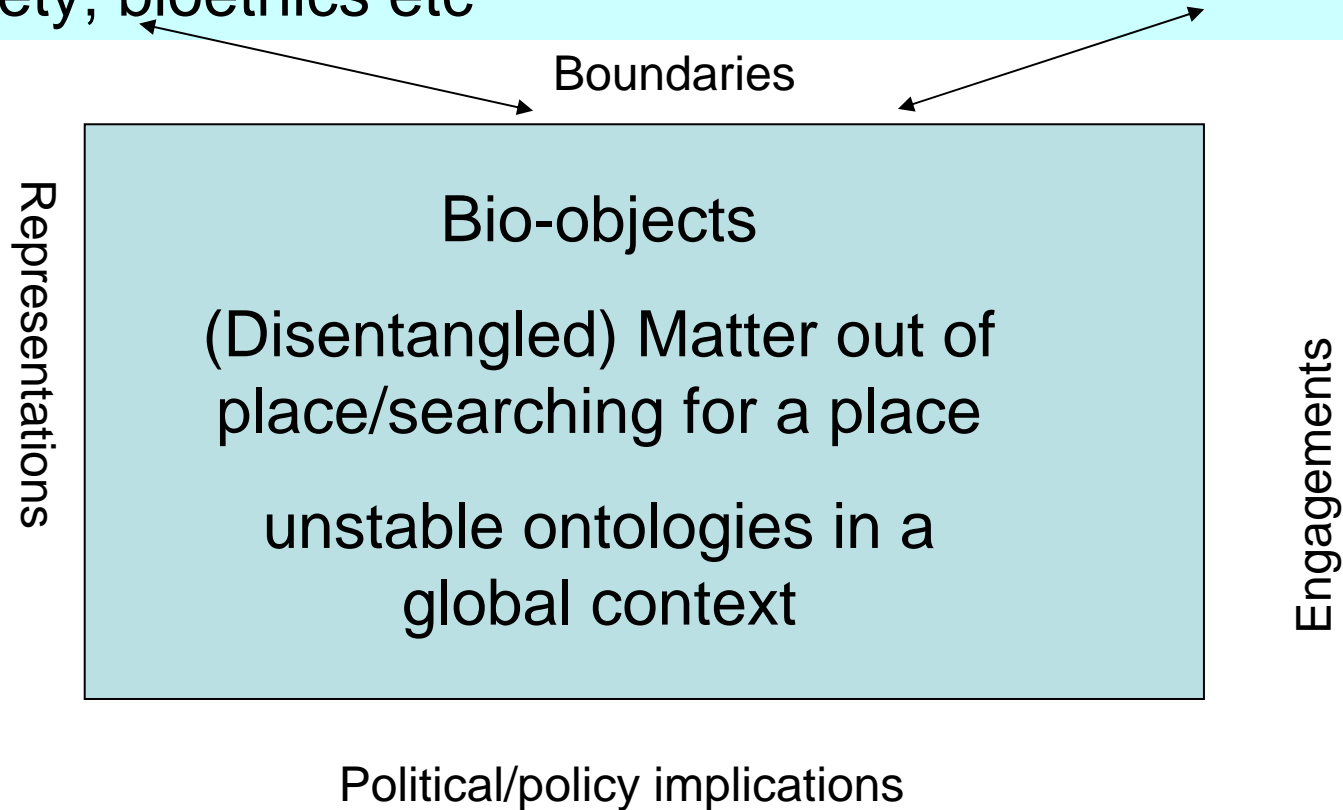 bioethics etc
Boundaries
Representations
Bio-objects
(Disentangled) Matter out of
place/searching for a place
unstable ontologies in a
global context
Engagements
Political/policy implications